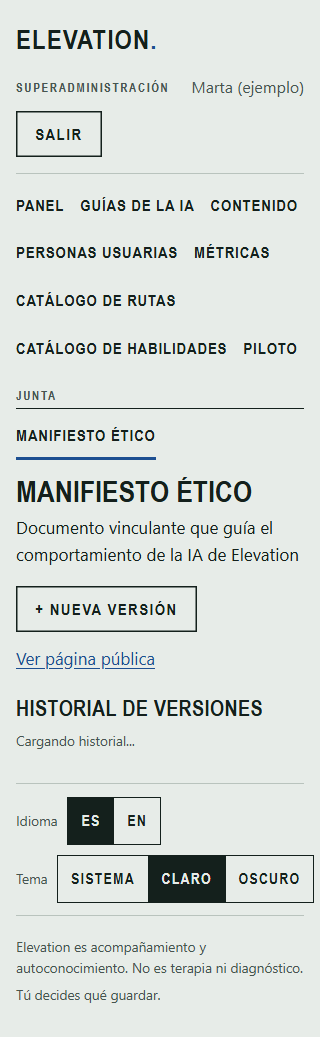 ELEVATION.
SUPERADMINISTRACIÓN Marta (ejemplo)
SALIR
PANEL GUÍAS DE LA IA CONTENIDO
PERSONAS USUARIAS MÉTRICAS
CATÁLOGO DE RUTAS
CATÁLOGO DE HABILIDADES PILOTO
JUNTA
MANIFIESTO ÉTICO
MANIFIESTO ÉTICO
Documento vinculante que guía el
comportamiento de la IA de Elevation
+ NUEVA VERSIÓN
Ver página pública
HISTORIAL DE VERSIONES
Cargando historial...
Idioma ES EN
Tema SISTEMA CLARO OSCURO
Elevation es acompañamiento y
autoconocimiento. No es terapia ni diagnóstico.
Tú decides qué guardar.